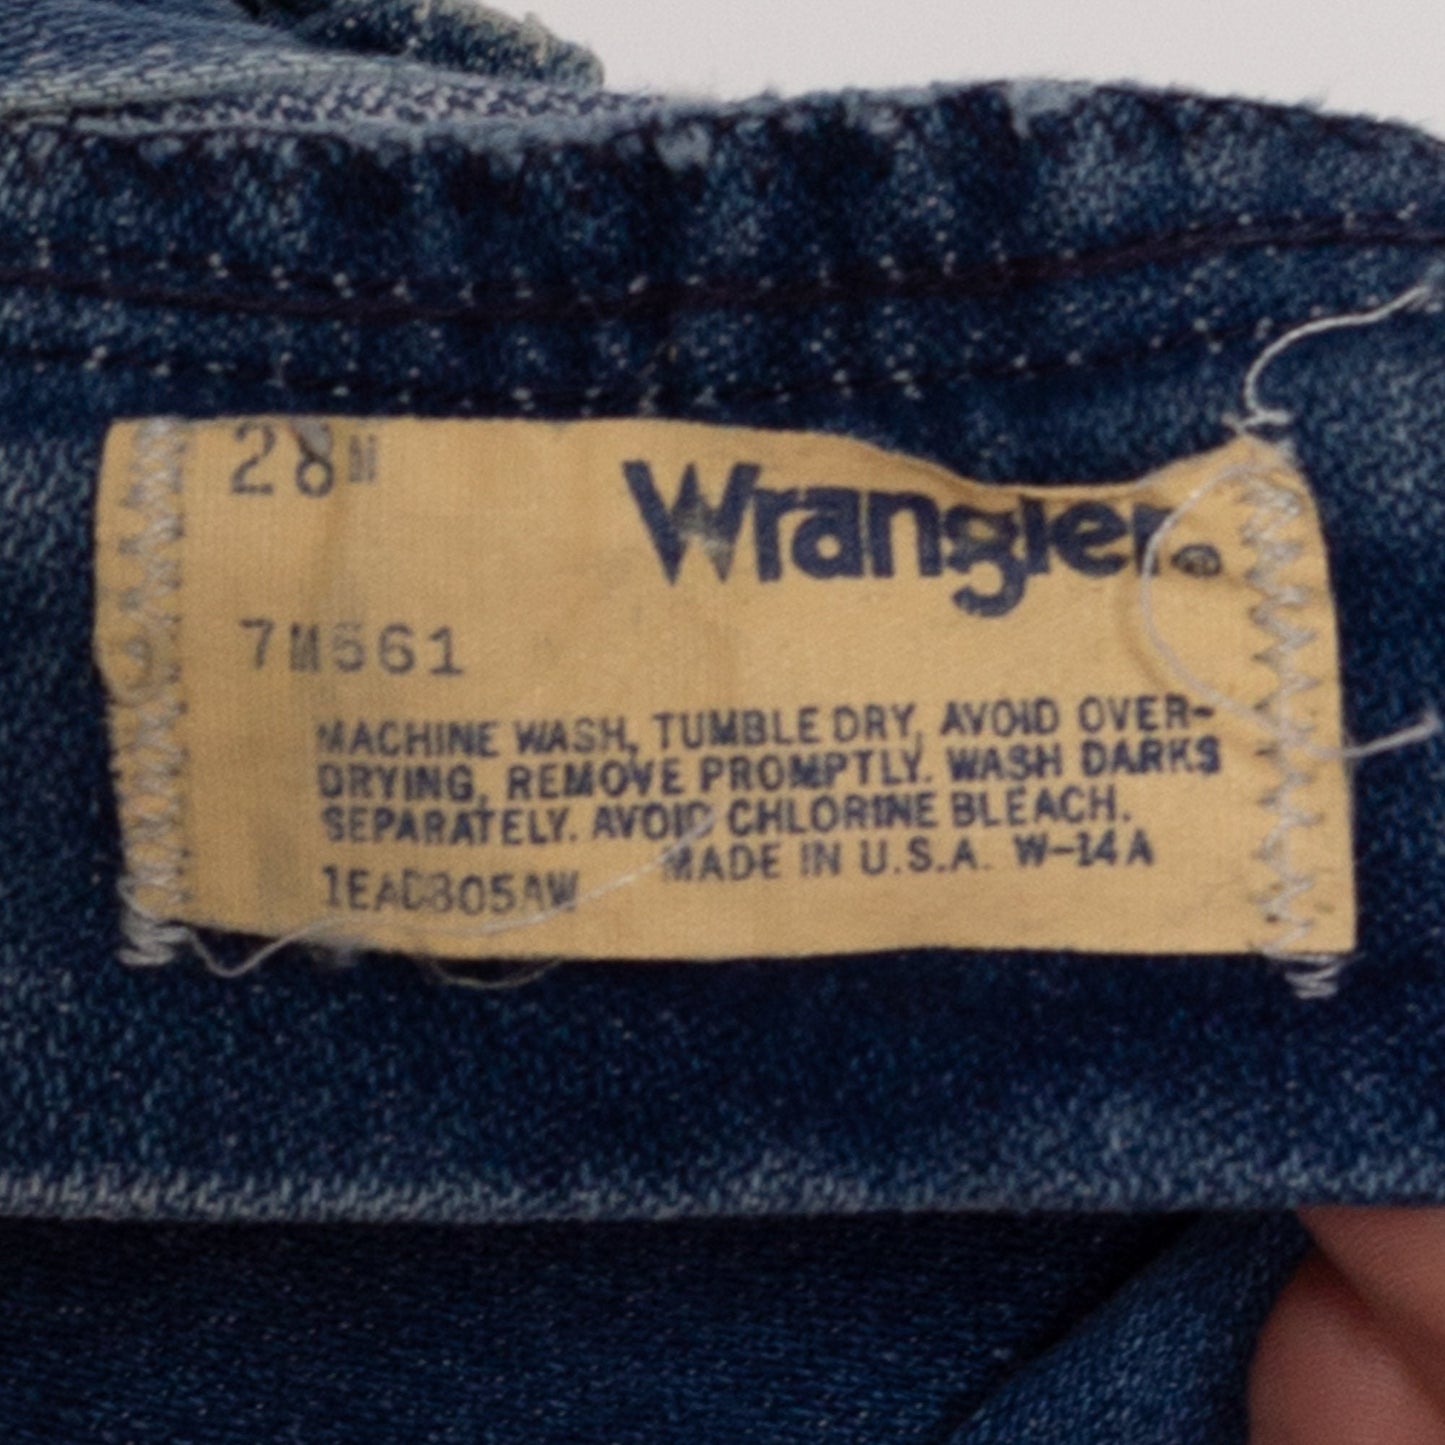 28M
Wrangler®
7M561
MACHINE WASH, TUMBLE DRY, AVOID OVER-
DRYING, REMOVE PROMPTLY. WASH DARKS
SEPARATELY. AVOID CHLORINE BLEACH.
MADE IN U.S.A. W-14A